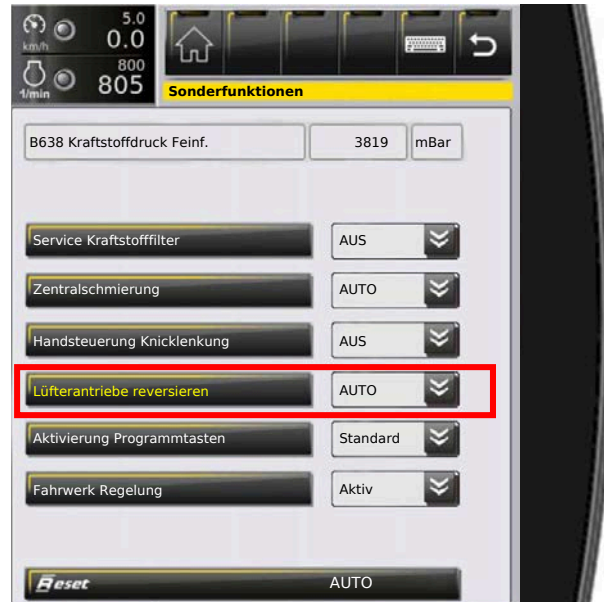 5.0
km/h 0.0
800
1/min 805
Sonderfunktionen
B638 Kraftstoffdruck Feinf. 3819 mBar
Service Kraftstofffilter AUS
Zentralschmierung AUTO
Handsteuerung Knicklenkung AUS
Lüfterantriebe reversieren AUTO
Aktivierung Programmtasten Standard
Fahrwerk Regelung Aktiv
Reset AUTO